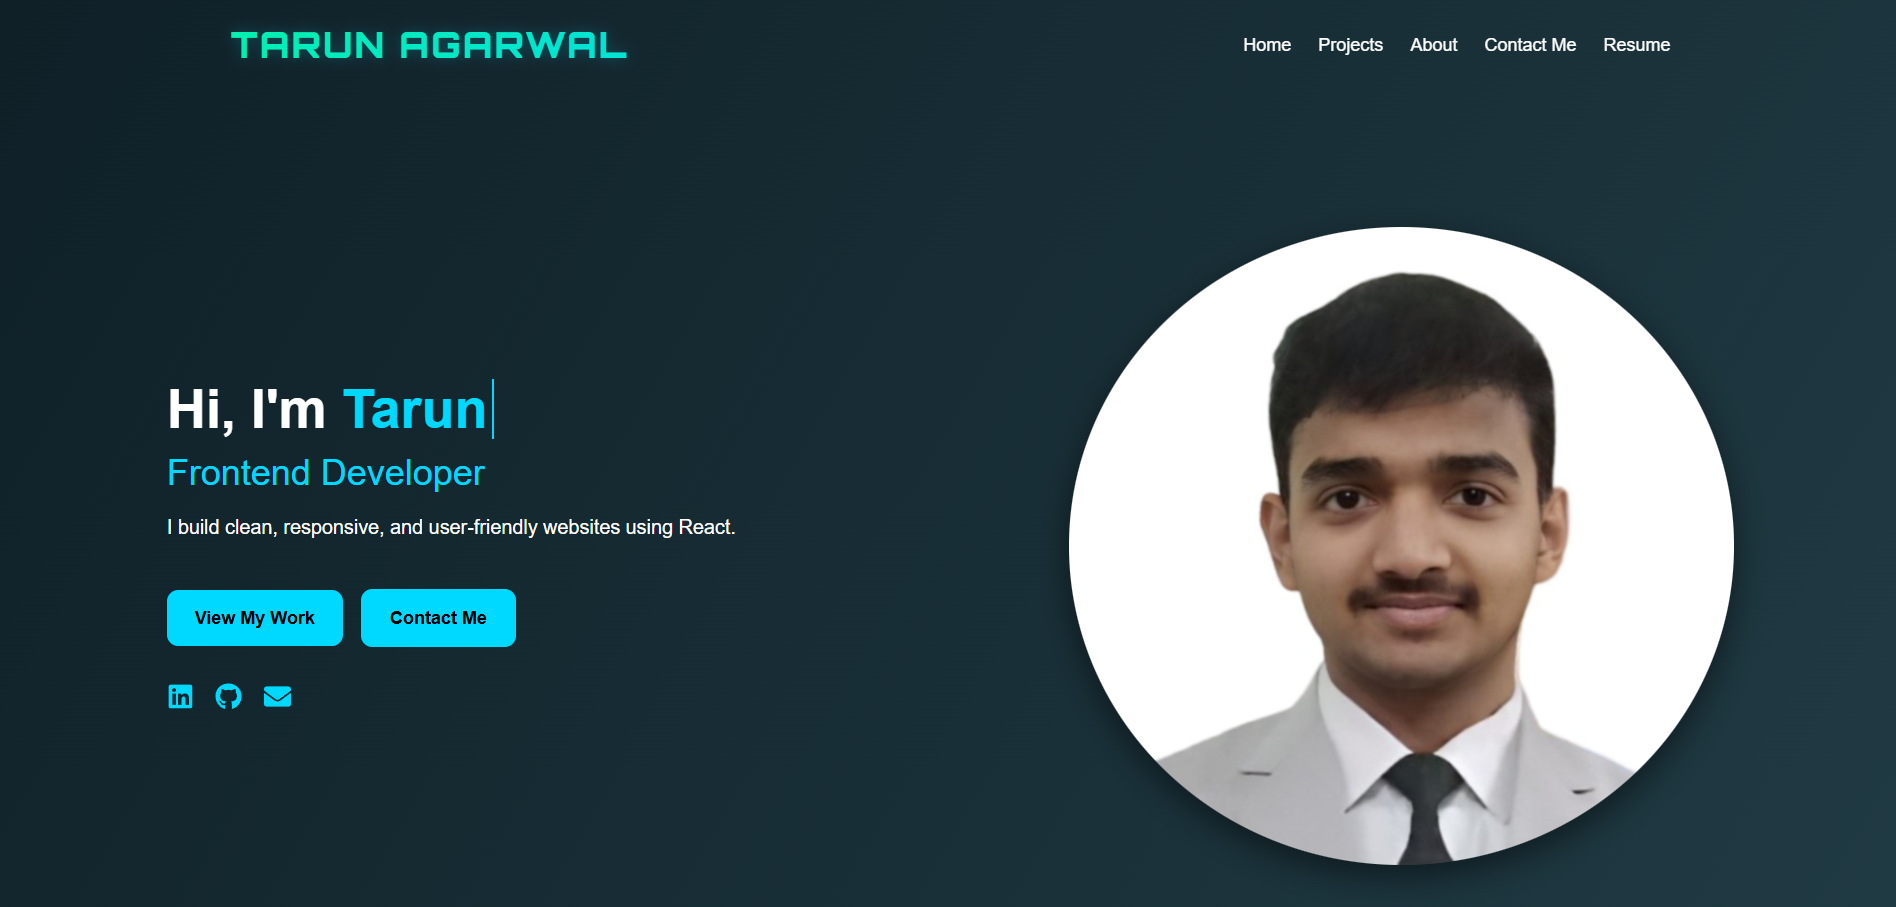 TARUN AGARWAL
Home Projects About Contact Me Resume
Hi, I'm Tarun
Frontend Developer
I build clean, responsive, and user-friendly websites using React.
View My Work Contact Me
in